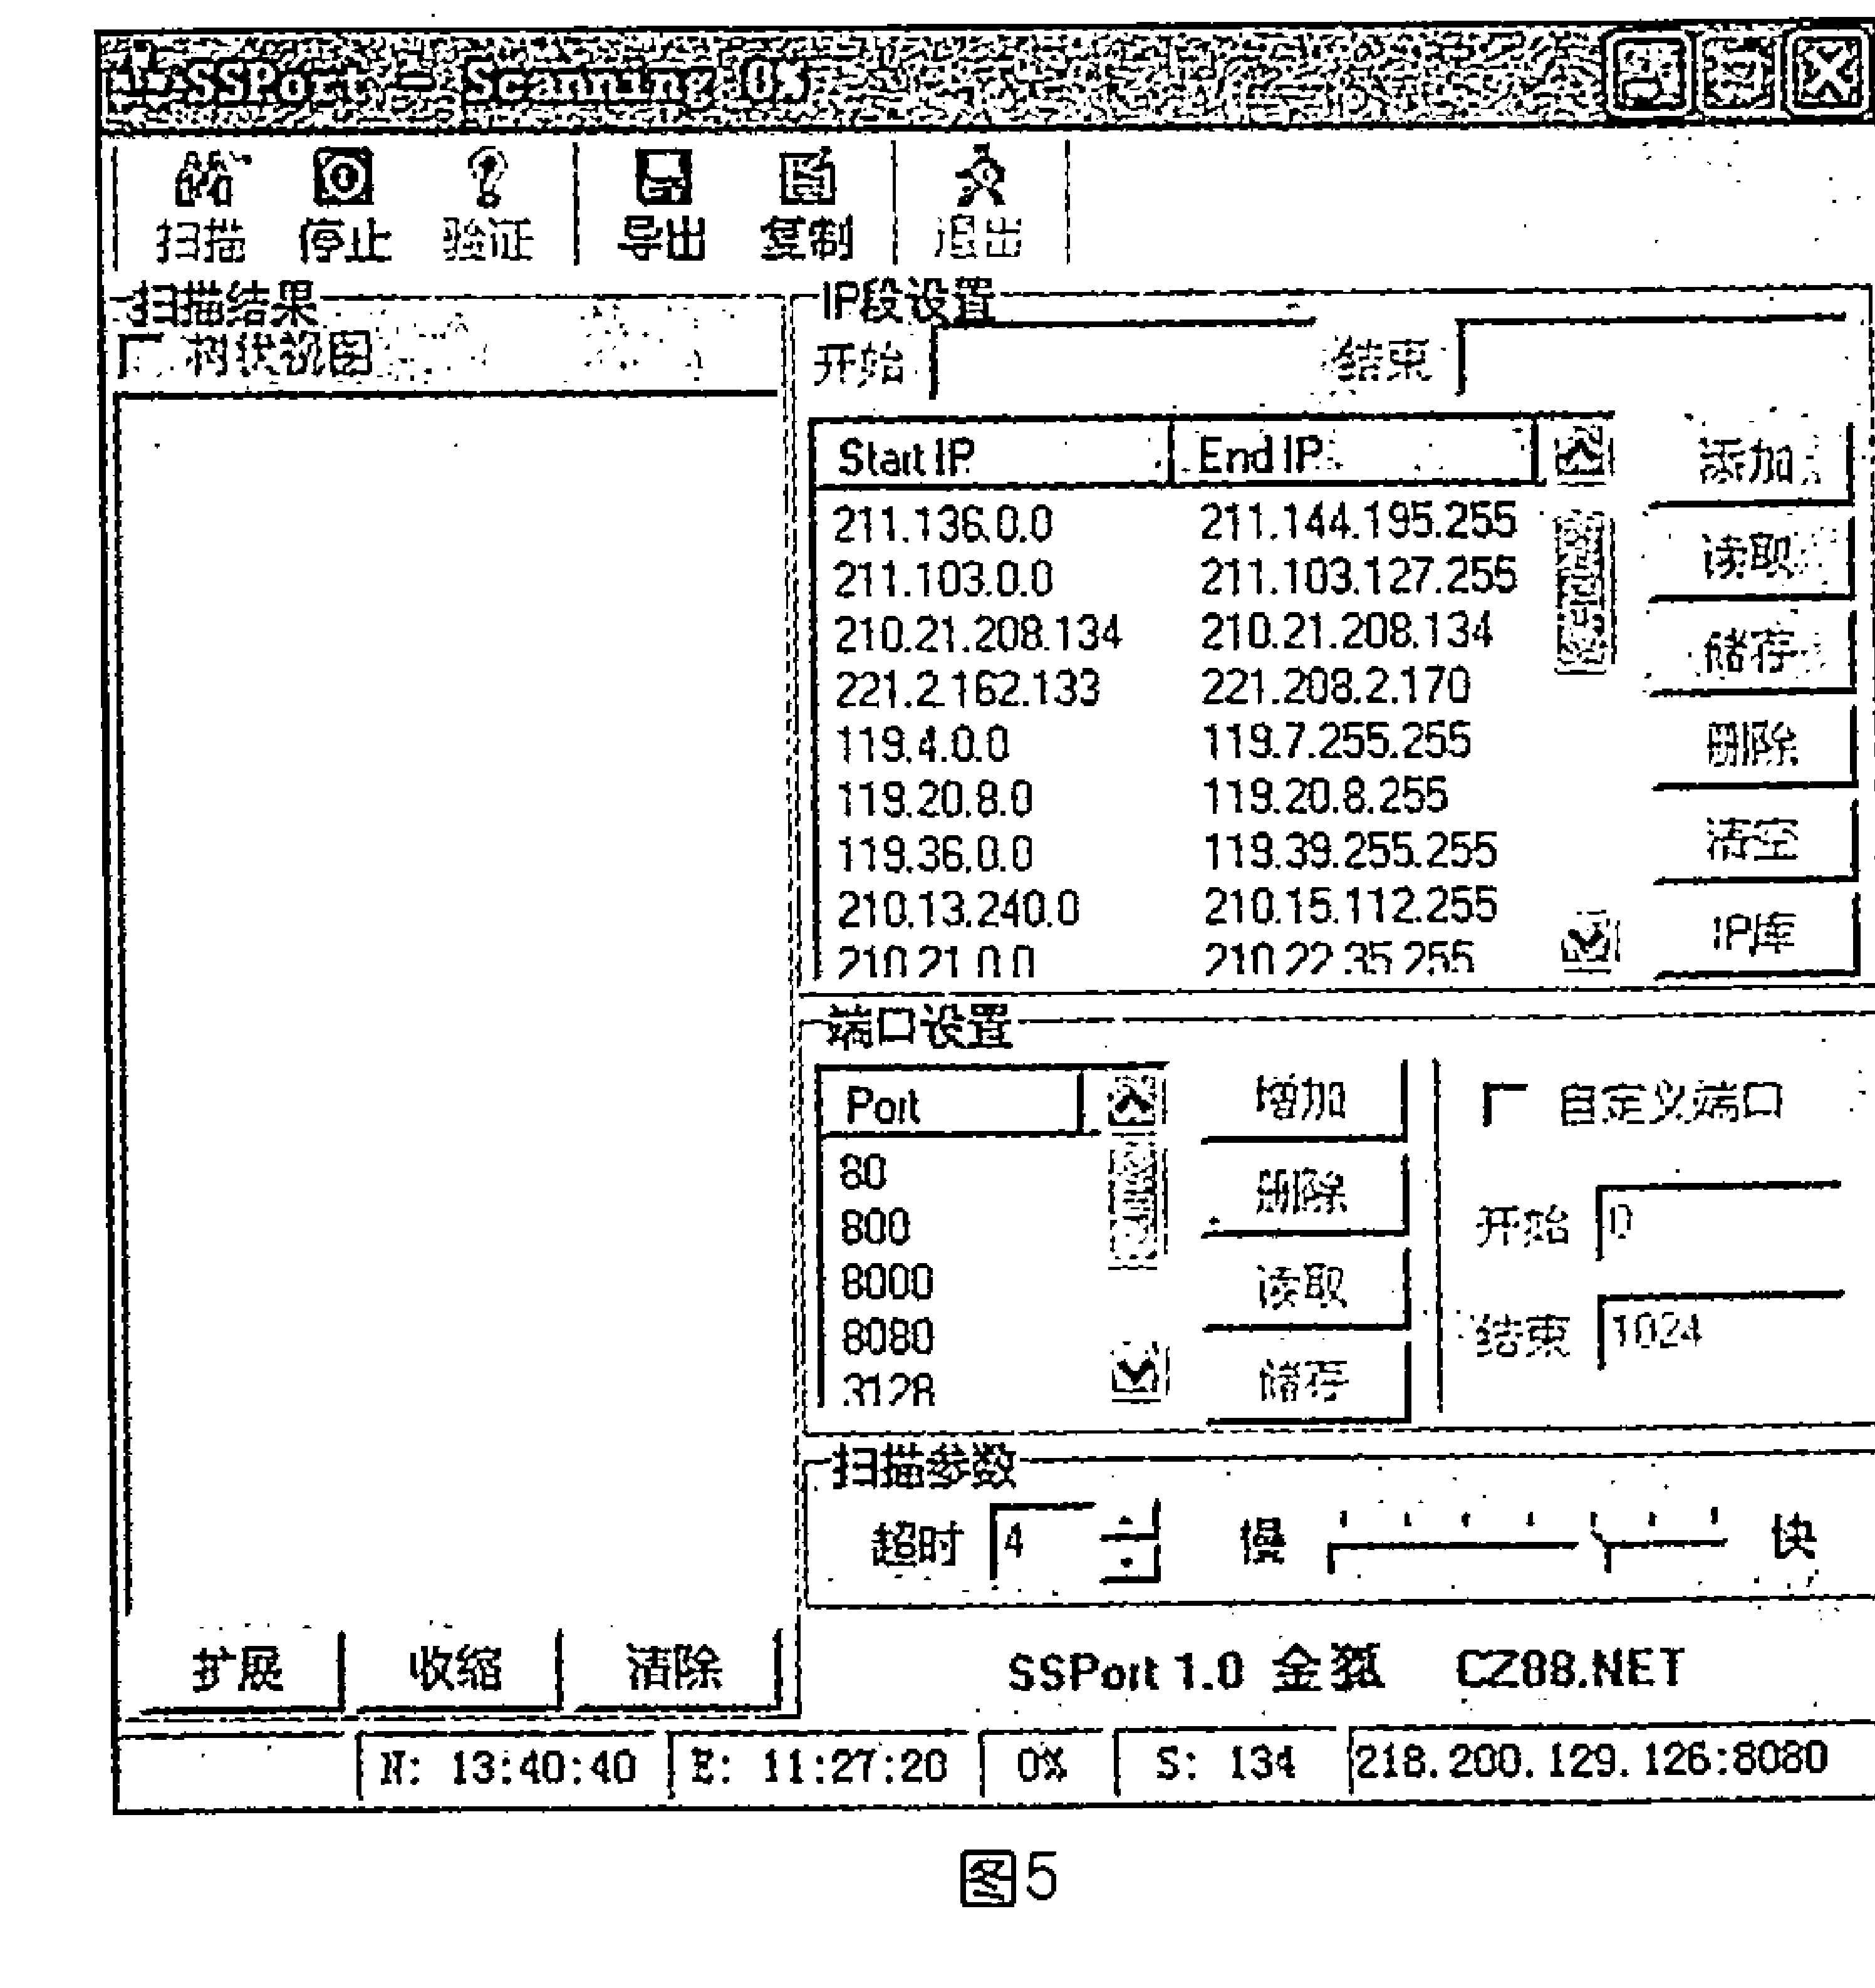 SSPort - Scanning 0%
扫描 停止 验证 导出 复制 退出
扫描结果
树状视图
IP段设置
开始 结束
Start IP End IP
211.136.0.0 211.144.195.255
211.103.0.0 211.103.127.255
210.21.208.134 210.21.208.134
221.2.162.133 221.208.2.170
119.4.0.0 119.7.255.255
119.20.8.0 119.20.8.255
119.36.0.0 119.39.255.255
210.13.240.0 210.15.112.255
210.21.0.0 210.22.35.255
添加
读取
储存
删除
清空
IP库
端口设置
Port
80
800
8000
8080
3128
增加
删除
读取
储存
自定义端口
开始 0
结束 1024
扫描参数
超时 4 慢 快
扩展 收缩 清除
SSPort 1.0 金狐 CZ88.NET
N: 13:40:40 E: 11:27:20 0% S: 134 218.200.129.126:8080
图5